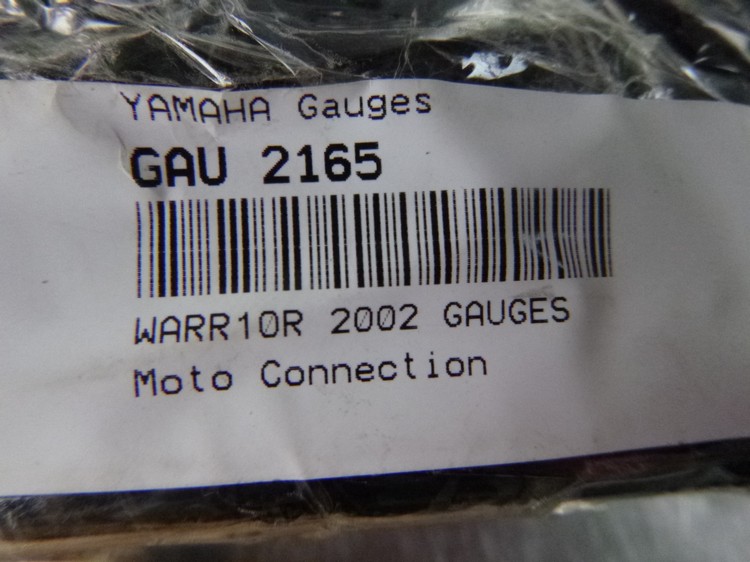 YAMAHA Gauges
GAU 2165
WARR10R 2002 GAUGES
Moto Connection